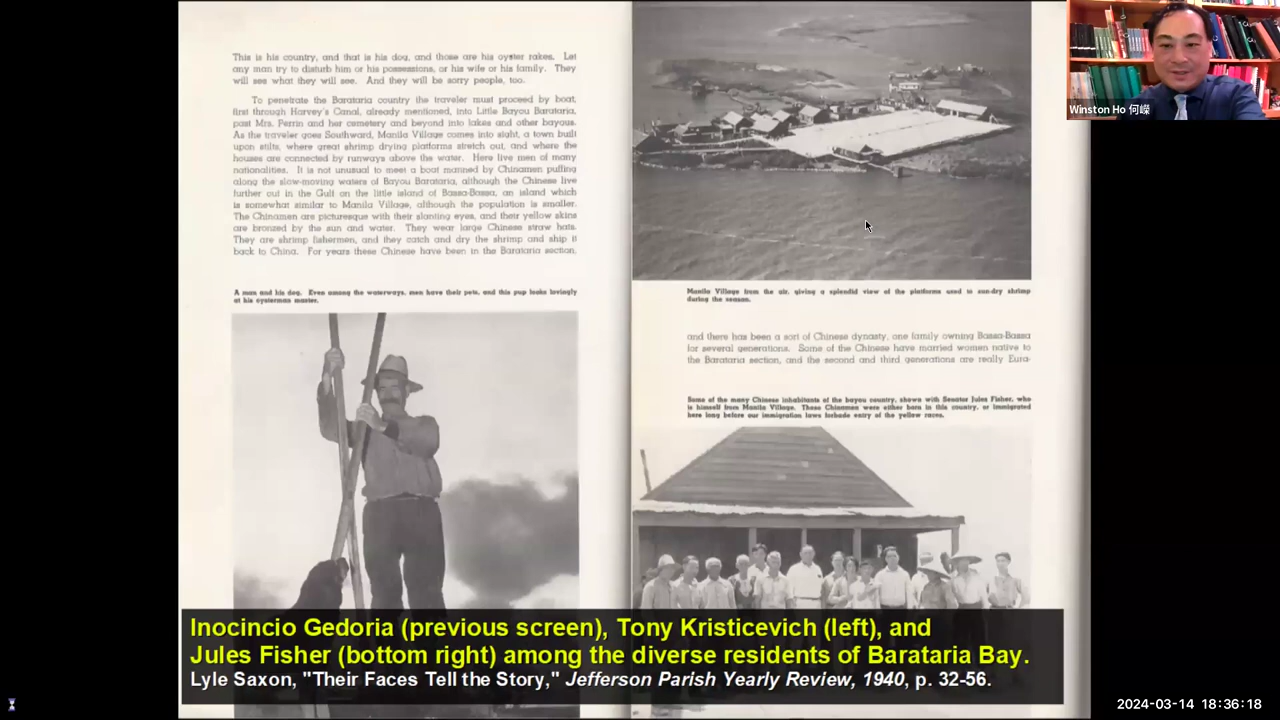 This is his country, and that is his dog, and those are his oyster rakes. Let
any man try to disturb him or his possessions, or his wife or his family. They
will see what they will see. And they will be sorry people, too.
To penetrate the Barataria country the traveler must proceed by boat,
first through Harvey's Canal, already mentioned, into Little Bayou Barataria,
past Mrs. Perrin and her cemetery and beyond into lakes and other bayous.
As the traveler goes Southward, Manila Village comes into sight, a town built
upon stilts, where great shrimp drying platforms stretch out, and where the
houses are connected by runways above the water. Here live men of many
nationalities. It is not unusual to meet a boat manned by Chinamen puffing
along the slow-moving waters of Bayou Barataria, although the Chinese live
further out in the Gulf on the little island of Bassa-Bassa, an island which
is somewhat similar to Manila Village, although the population is smaller.
The Chinamen are picturesque with their slanting eyes, and their yellow skins
are bronzed by the sun and water. They wear large Chinese straw hats.
They are shrimp fishermen, and they catch and dry the shrimp and ship it
back to China. For years these Chinese have been in the Barataria section,
A man and his dog. Even among the waterways, men have their pets, and this pup looks lovingly
at his oysterman master.
Manila Village from the air, giving a splendid view of the platforms used to sun-dry shrimp
during the season.
and there has been a sort of Chinese dynasty, one family owning Bassa-Bassa
for several generations. Some of the Chinese have married women native to
the Barataria section, and the second and third generations are really Eura-
Some of the many Chinese inhabitants of the bayou country, shown with Senator Jules Fisher, who
is himself from Manila Village. These Chinamen were either born in this country, or immigrated
here long before our immigration laws forbade entry of the yellow races.
Inocincio Gedoria (previous screen), Tony Kristicevich (left), and
Jules Fisher (bottom right) among the diverse residents of Barataria Bay.
Lyle Saxon, "Their Faces Tell the Story," Jefferson Parish Yearly Review, 1940, p. 32-56.
Winston Ho 何嶸
2024-03-14 18:36:18